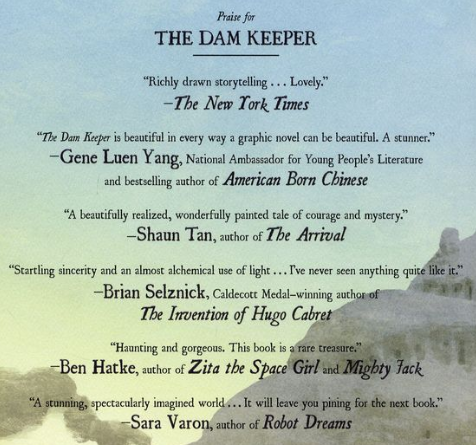 Praise for
THE DAM KEEPER
“Richly drawn storytelling . . . Lovely.”
—The New York Times
“The Dam Keeper is beautiful in every way a graphic novel can be beautiful. A stunner.”
—Gene Luen Yang, National Ambassador for Young People’s Literature
and bestselling author of American Born Chinese
“A beautifully realized, wonderfully painted tale of courage and mystery.”
—Shaun Tan, author of The Arrival
“Startling sincerity and an almost alchemical use of light . . . I’ve never seen anything quite like it.”
—Brian Selznick, Caldecott Medal–winning author of
The Invention of Hugo Cabret
“Haunting and gorgeous. This book is a rare treasure.”
—Ben Hatke, author of Zita the Space Girl and Mighty Jack
“A stunning, spectacularly imagined world . . . It will leave you pining for the next book.”
—Sara Varon, author of Robot Dreams